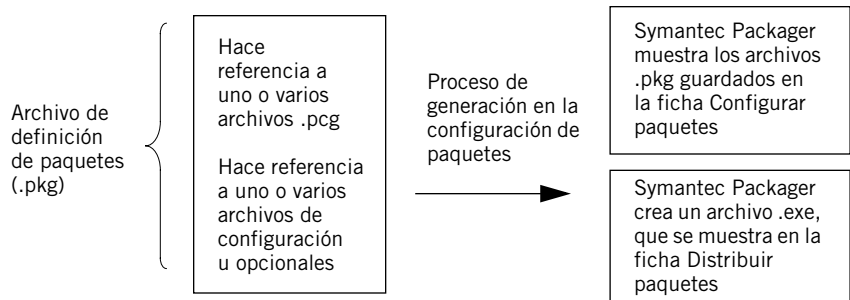 Archivo de
definición
de paquetes
(.pkg)
Hace
referencia a
uno o varios
archivos .pcg
Hace referencia
a uno o varios
archivos de
configuración
u opcionales
Proceso de
generación en la
configuración de
paquetes
Symantec Packager
muestra los archivos
.pkg guardados en
la ficha Configurar
paquetes
Symantec Packager
crea un archivo .exe,
que se muestra en la
ficha Distribuir
paquetes